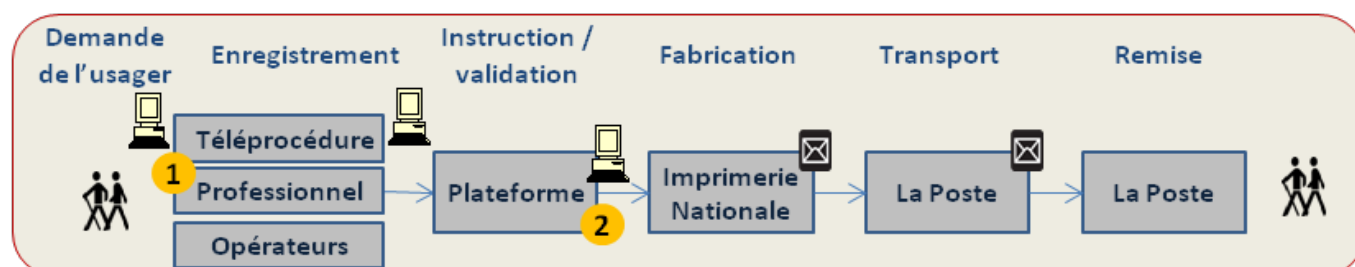 Demande
de l'usager
Enregistrement
Instruction /
validation
Fabrication
Transport
Remise
Téléprocédure
1
Professionnel
Opérateurs
Plateforme
2
Imprimerie
Nationale
La Poste
La Poste